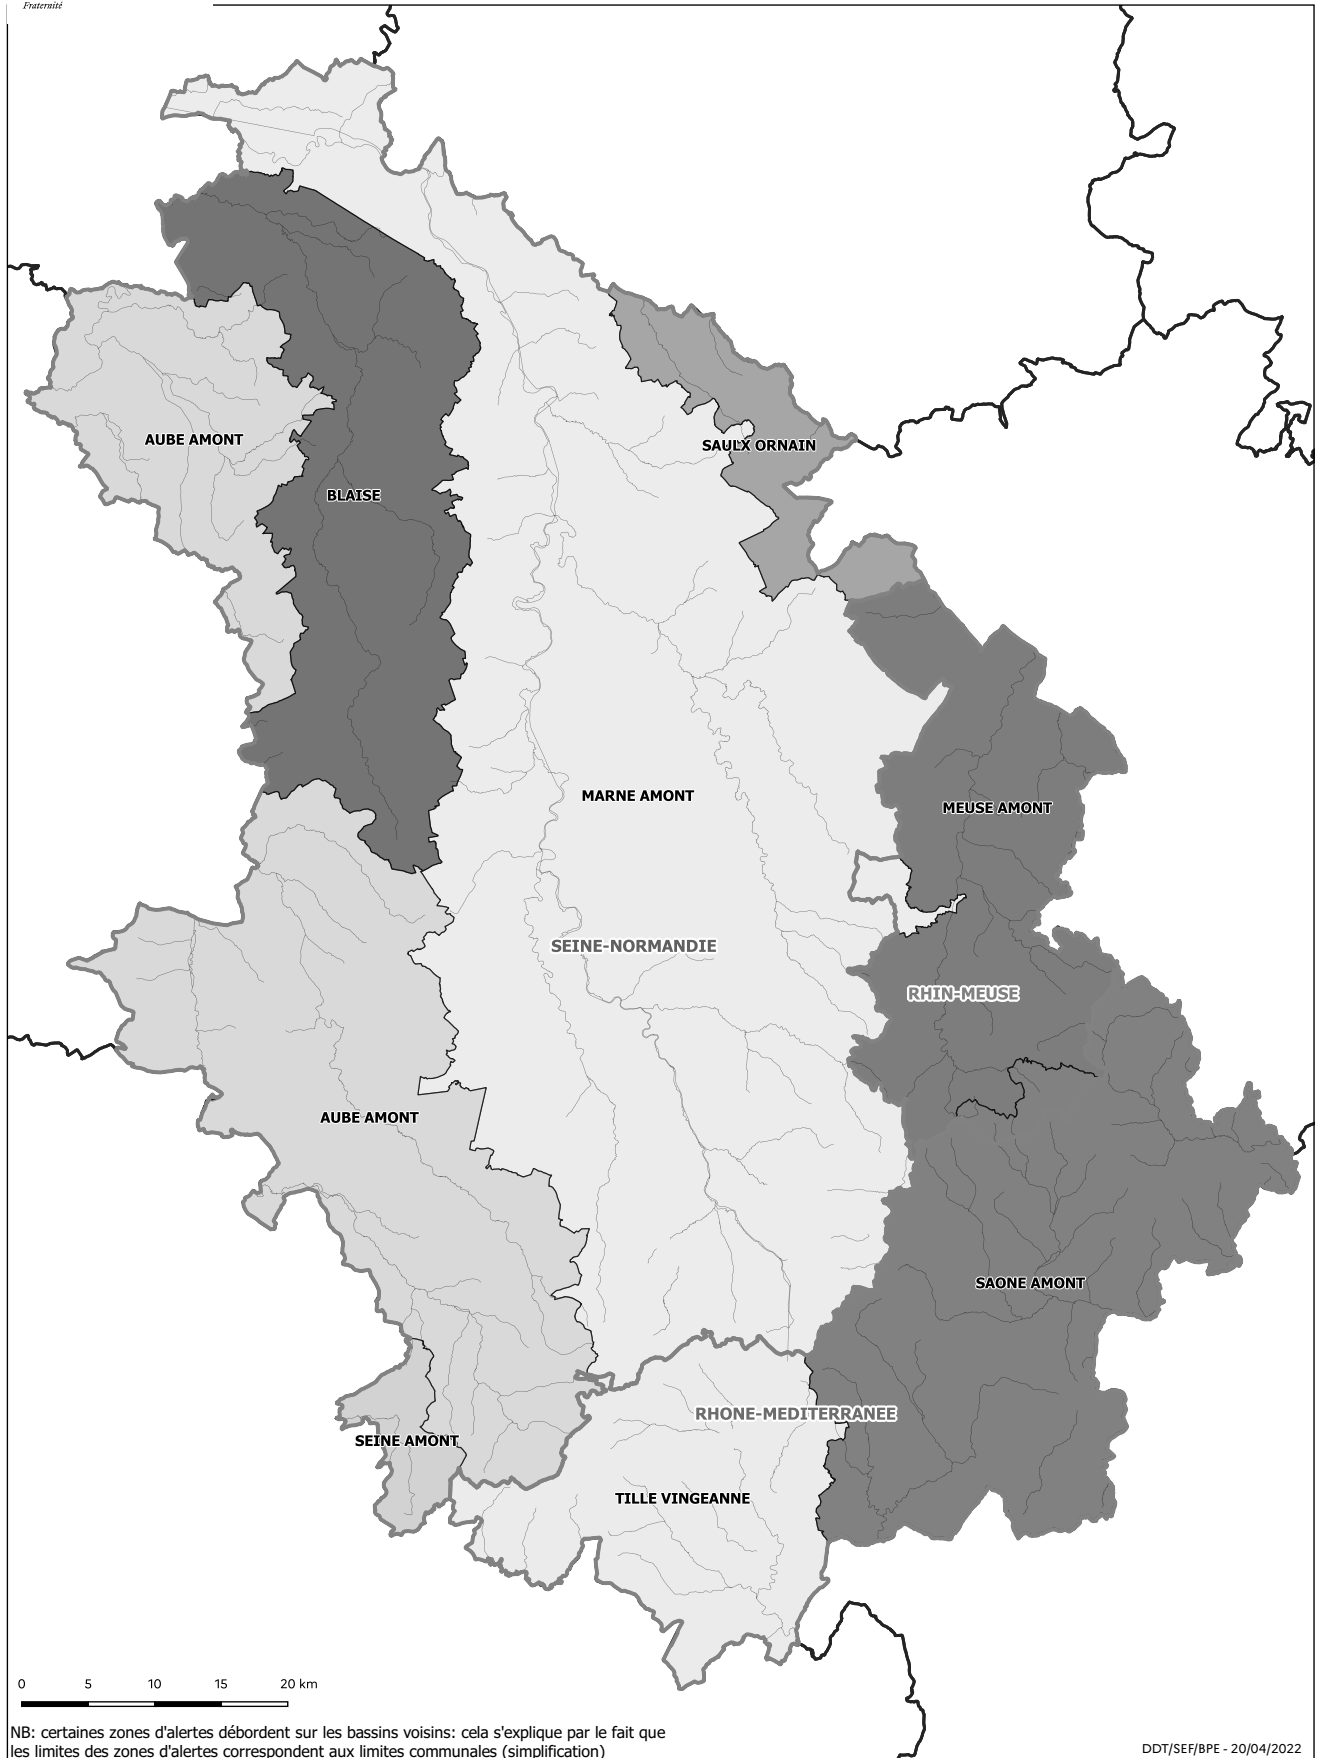 Fraternité
AUBE AMONT
SAULX ORNAIN
BLAISE
MARNE AMONT
MEUSE AMONT
SEINE-NORMANDIE
RHIN-MEUSE
AUBE AMONT
SAONE AMONT
RHONE-MEDITERRANEE
SEINE AMONT
TILLE VINGEANNE
0 5 10 15 20 km
NB: certaines zones d'alertes débordent sur les bassins voisins: cela s'explique par le fait que
les limites des zones d'alertes correspondent aux limites communales (simplification)
DDT/SEF/BPE - 20/04/2022